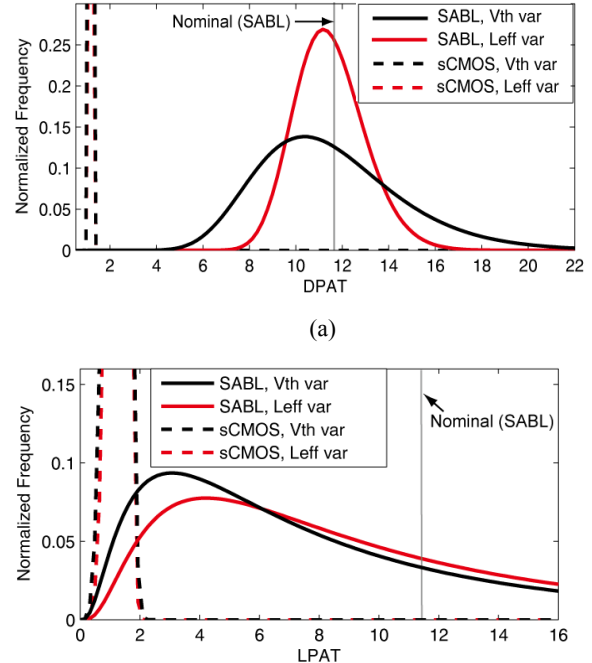 Nominal (SABL)
SABL, Vth var
SABL, Leff var
sCMOS, Vth var
sCMOS, Leff var
Normalized Frequency
0.25
0.2
0.15
0.1
0.05
0
2 4 6 8 10 12 14 16 18 20 22
DPAT
(a)
SABL, Vth var
SABL, Leff var
sCMOS, Vth var
sCMOS, Leff var
Nominal (SABL)
Normalized Frequency
0.15
0.1
0.05
0
0 2 4 6 8 10 12 14 16
LPAT